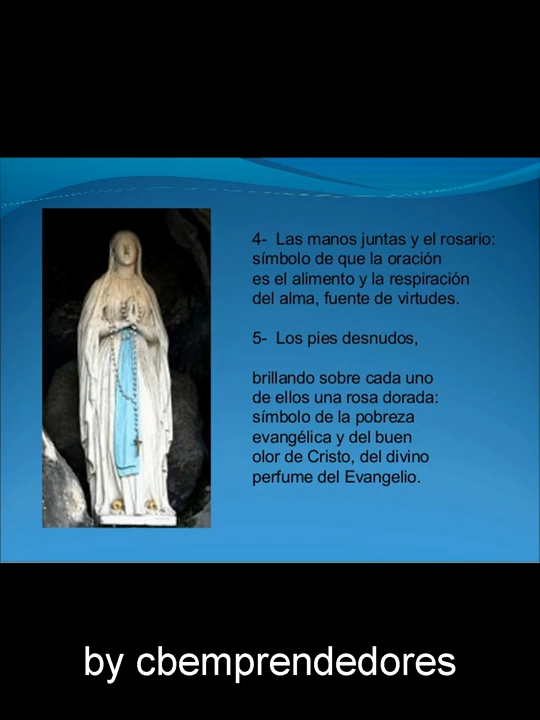 4- Las manos juntas y el rosario:
símbolo de que la oración
es el alimento y la respiración
del alma, fuente de virtudes.
5- Los pies desnudos,
brillando sobre cada uno
de ellos una rosa dorada:
símbolo de la pobreza
evangélica y del buen
olor de Cristo, del divino
perfume del Evangelio.
by cbemprendedores